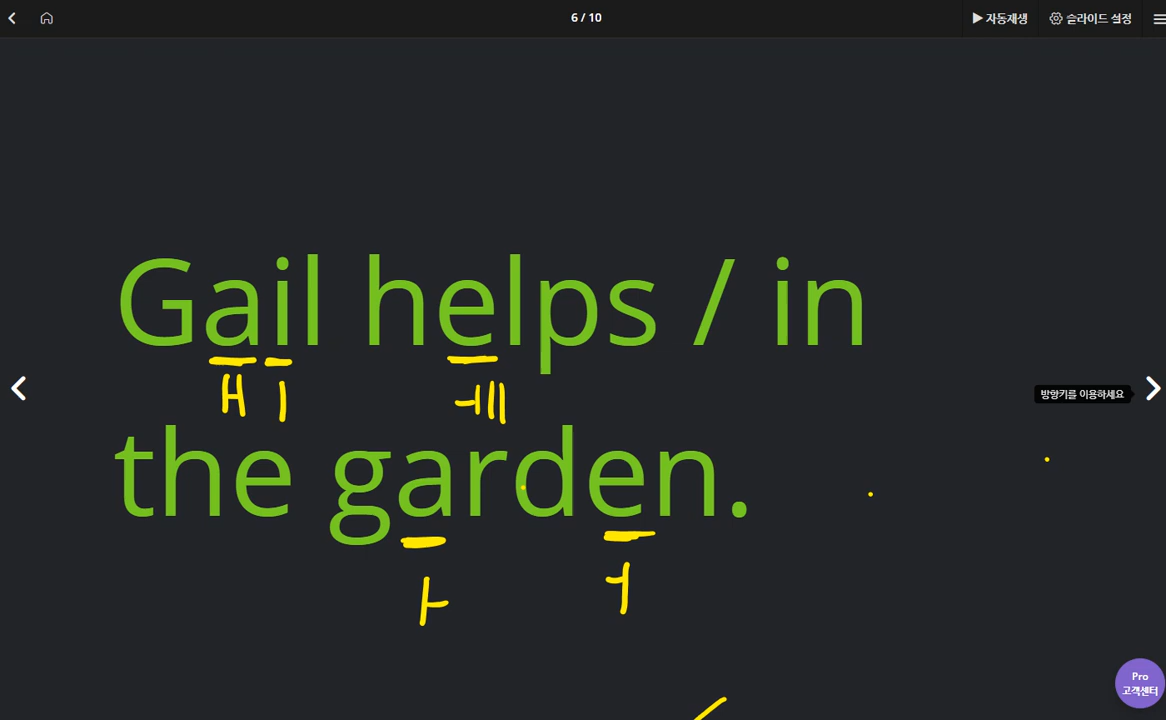 6 / 10
▶ 자동재생
슬라이드 설정
Gail helps / in
ㅐ ㅣ ㅔ
방향키를 이용하세요
the garden.
ㅏ ㅓ
Pro
고객센터